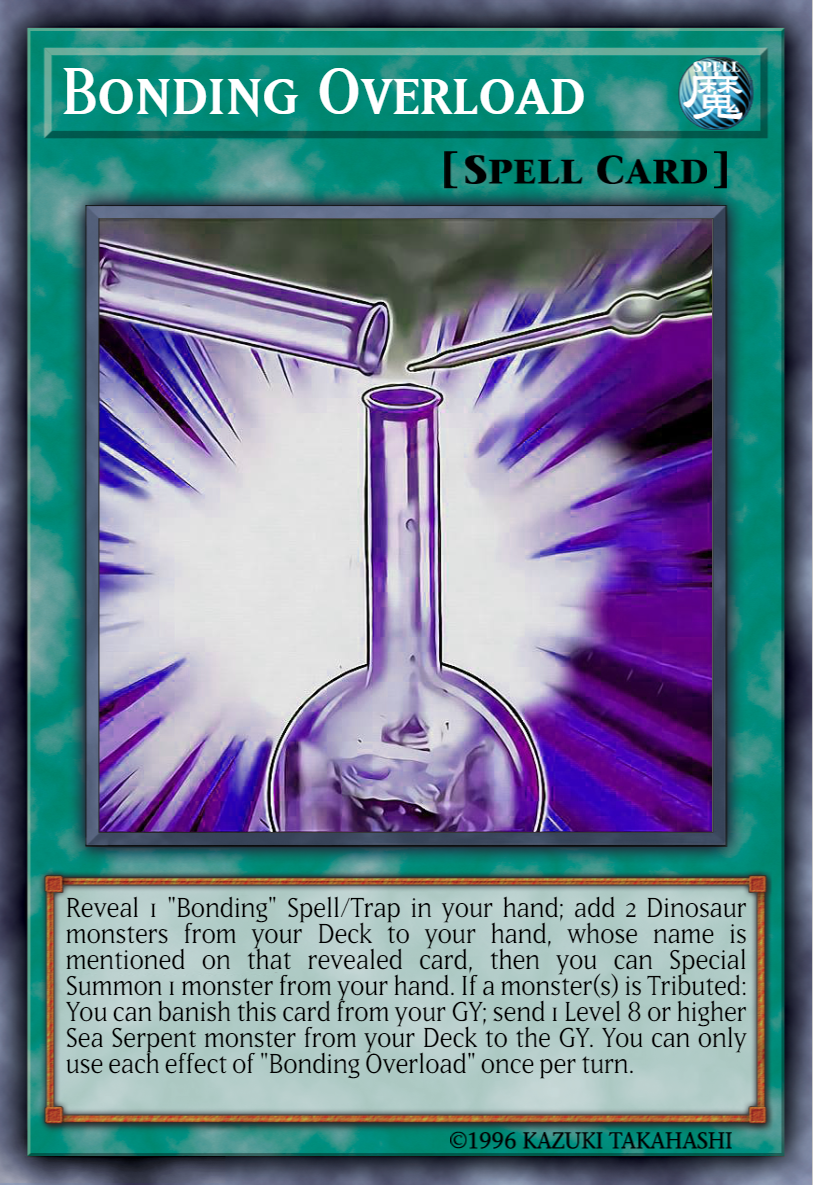 Bonding Overload
SPELL
魔
[Spell Card]
Reveal 1 "Bonding" Spell/Trap in your hand; add 2 Dinosaur
monsters from your Deck to your hand, whose name is
mentioned on that revealed card, then you can Special
Summon 1 monster from your hand. If a monster(s) is Tributed:
You can banish this card from your GY; send 1 Level 8 or higher
Sea Serpent monster from your Deck to the GY. You can only
use each effect of "Bonding Overload" once per turn.
©1996 KAZUKI TAKAHASHI